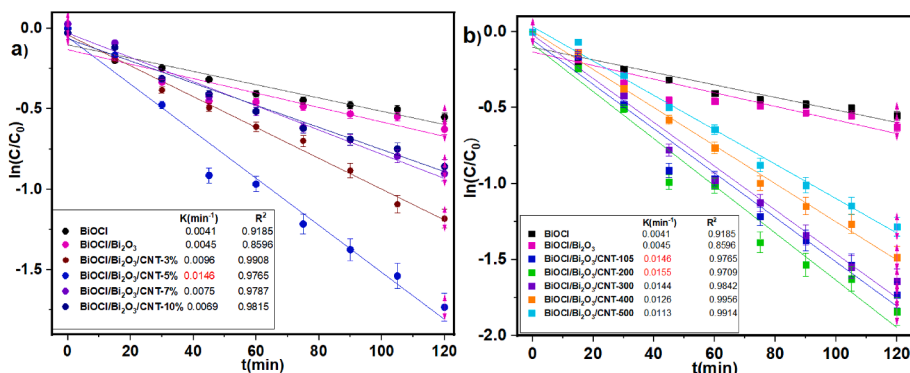 a)
ln(C/C₀)
0.0
-0.5
-1.0
-1.5
K(min⁻¹) R²
BiOCl 0.0041 0.9185
BiOCl/Bi₂O₃ 0.0045 0.8596
BiOCl/Bi₂O₃/CNT-3% 0.0096 0.9908
BiOCl/Bi₂O₃/CNT-5% 0.0146 0.9765
BiOCl/Bi₂O₃/CNT-7% 0.0075 0.9787
BiOCl/Bi₂O₃/CNT-10% 0.0069 0.9815
0 20 40 60 80 100 120
t(min)
b)
ln(C/C₀)
0.0
-0.5
-1.0
-1.5
-2.0
K(min⁻¹) R²
BiOCl 0.0041 0.9185
BiOCl/Bi₂O₃ 0.0045 0.8596
BiOCl/Bi₂O₃/CNT-105 0.0146 0.9765
BiOCl/Bi₂O₃/CNT-200 0.0155 0.9709
BiOCl/Bi₂O₃/CNT-300 0.0144 0.9842
BiOCl/Bi₂O₃/CNT-400 0.0126 0.9956
BiOCl/Bi₂O₃/CNT-500 0.0113 0.9914
0 20 40 60 80 100 120
t(min)